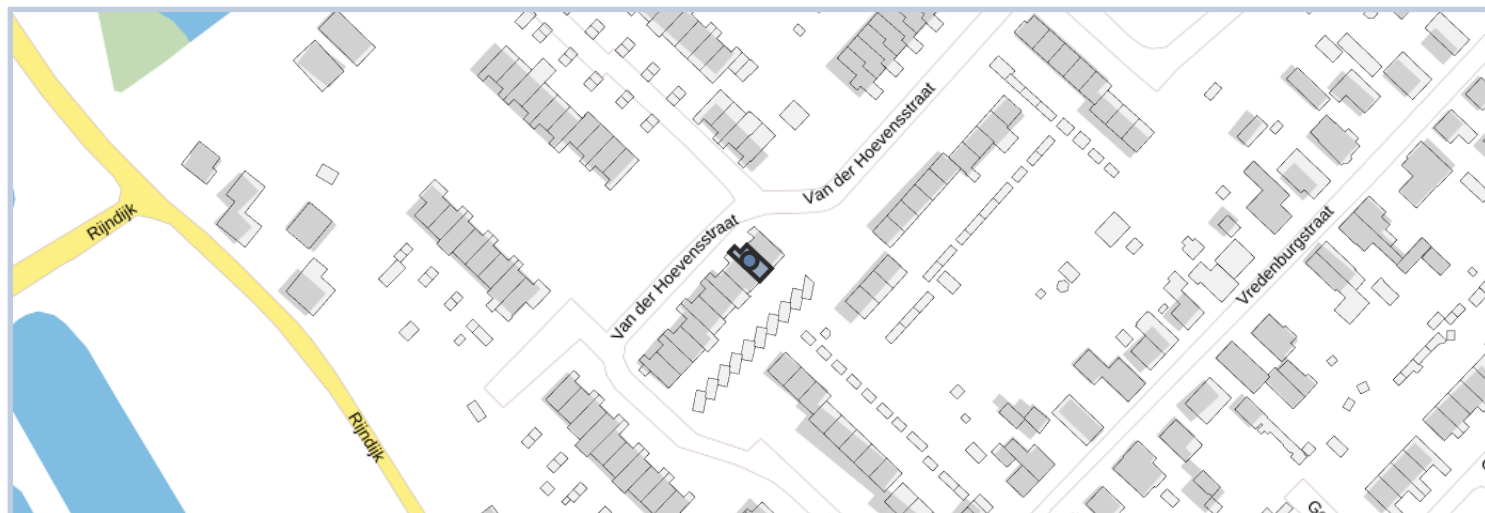 Van der Hoevensstraat
Rijndijk
Van der Hoevensstraat
Vredenburgstraat
Rijndijk